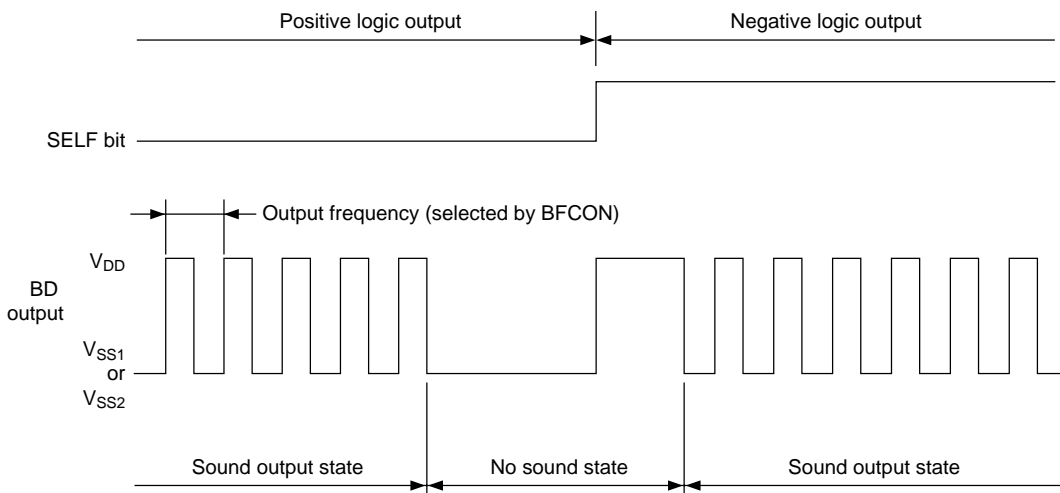 Positive logic output
Negative logic output
SELF bit
Output frequency (selected by BFCON)
VDD
BD
output
VSS1
or
VSS2
Sound output state
No sound state
Sound output state